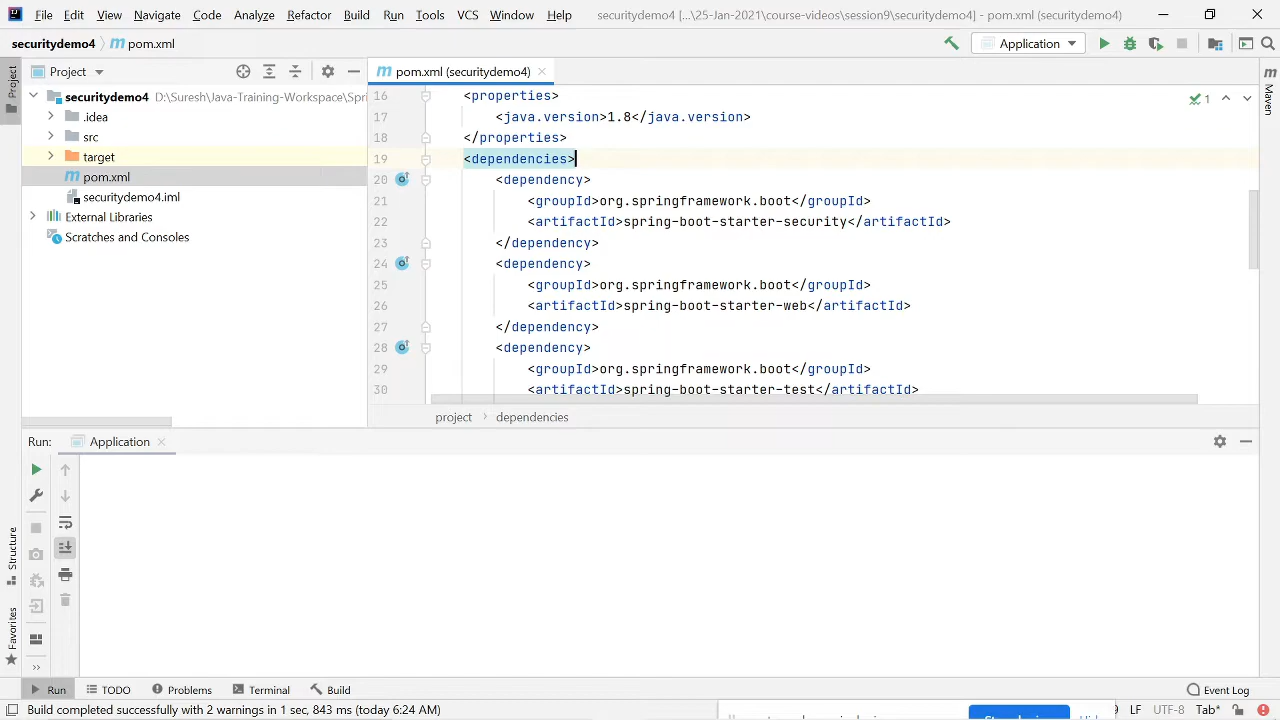 File Edit View Navigate Code Analyze Refactor Build Run Tools VCS Window Help securitydemo4 [...\25-Jan-2021\course-videos\session9\securitydemo4] - pom.xml (securitydemo4)
securitydemo4 pom.xml Application
Project
pom.xml (securitydemo4)
Project
securitydemo4 D:\Suresh\Java-Training-Workspace\Spri
.idea
src
target
pom.xml
securitydemo4.iml
External Libraries
Scratches and Consoles
16 <properties>
17 <java.version>1.8</java.version>
18 </properties>
19 <dependencies>
20 <dependency>
21 <groupId>org.springframework.boot</groupId>
22 <artifactId>spring-boot-starter-security</artifactId>
23 </dependency>
24 <dependency>
25 <groupId>org.springframework.boot</groupId>
26 <artifactId>spring-boot-starter-web</artifactId>
27 </dependency>
28 <dependency>
29 <groupId>org.springframework.boot</groupId>
30 <artifactId>spring-boot-starter-test</artifactId>
1
Maven
project dependencies
Run: Application
Structure
Favorites
Run TODO Problems Terminal Build Event Log
Build completed successfully with 2 warnings in 1 sec, 843 ms (today 6:24 AM) LF UTF-8 Tab*